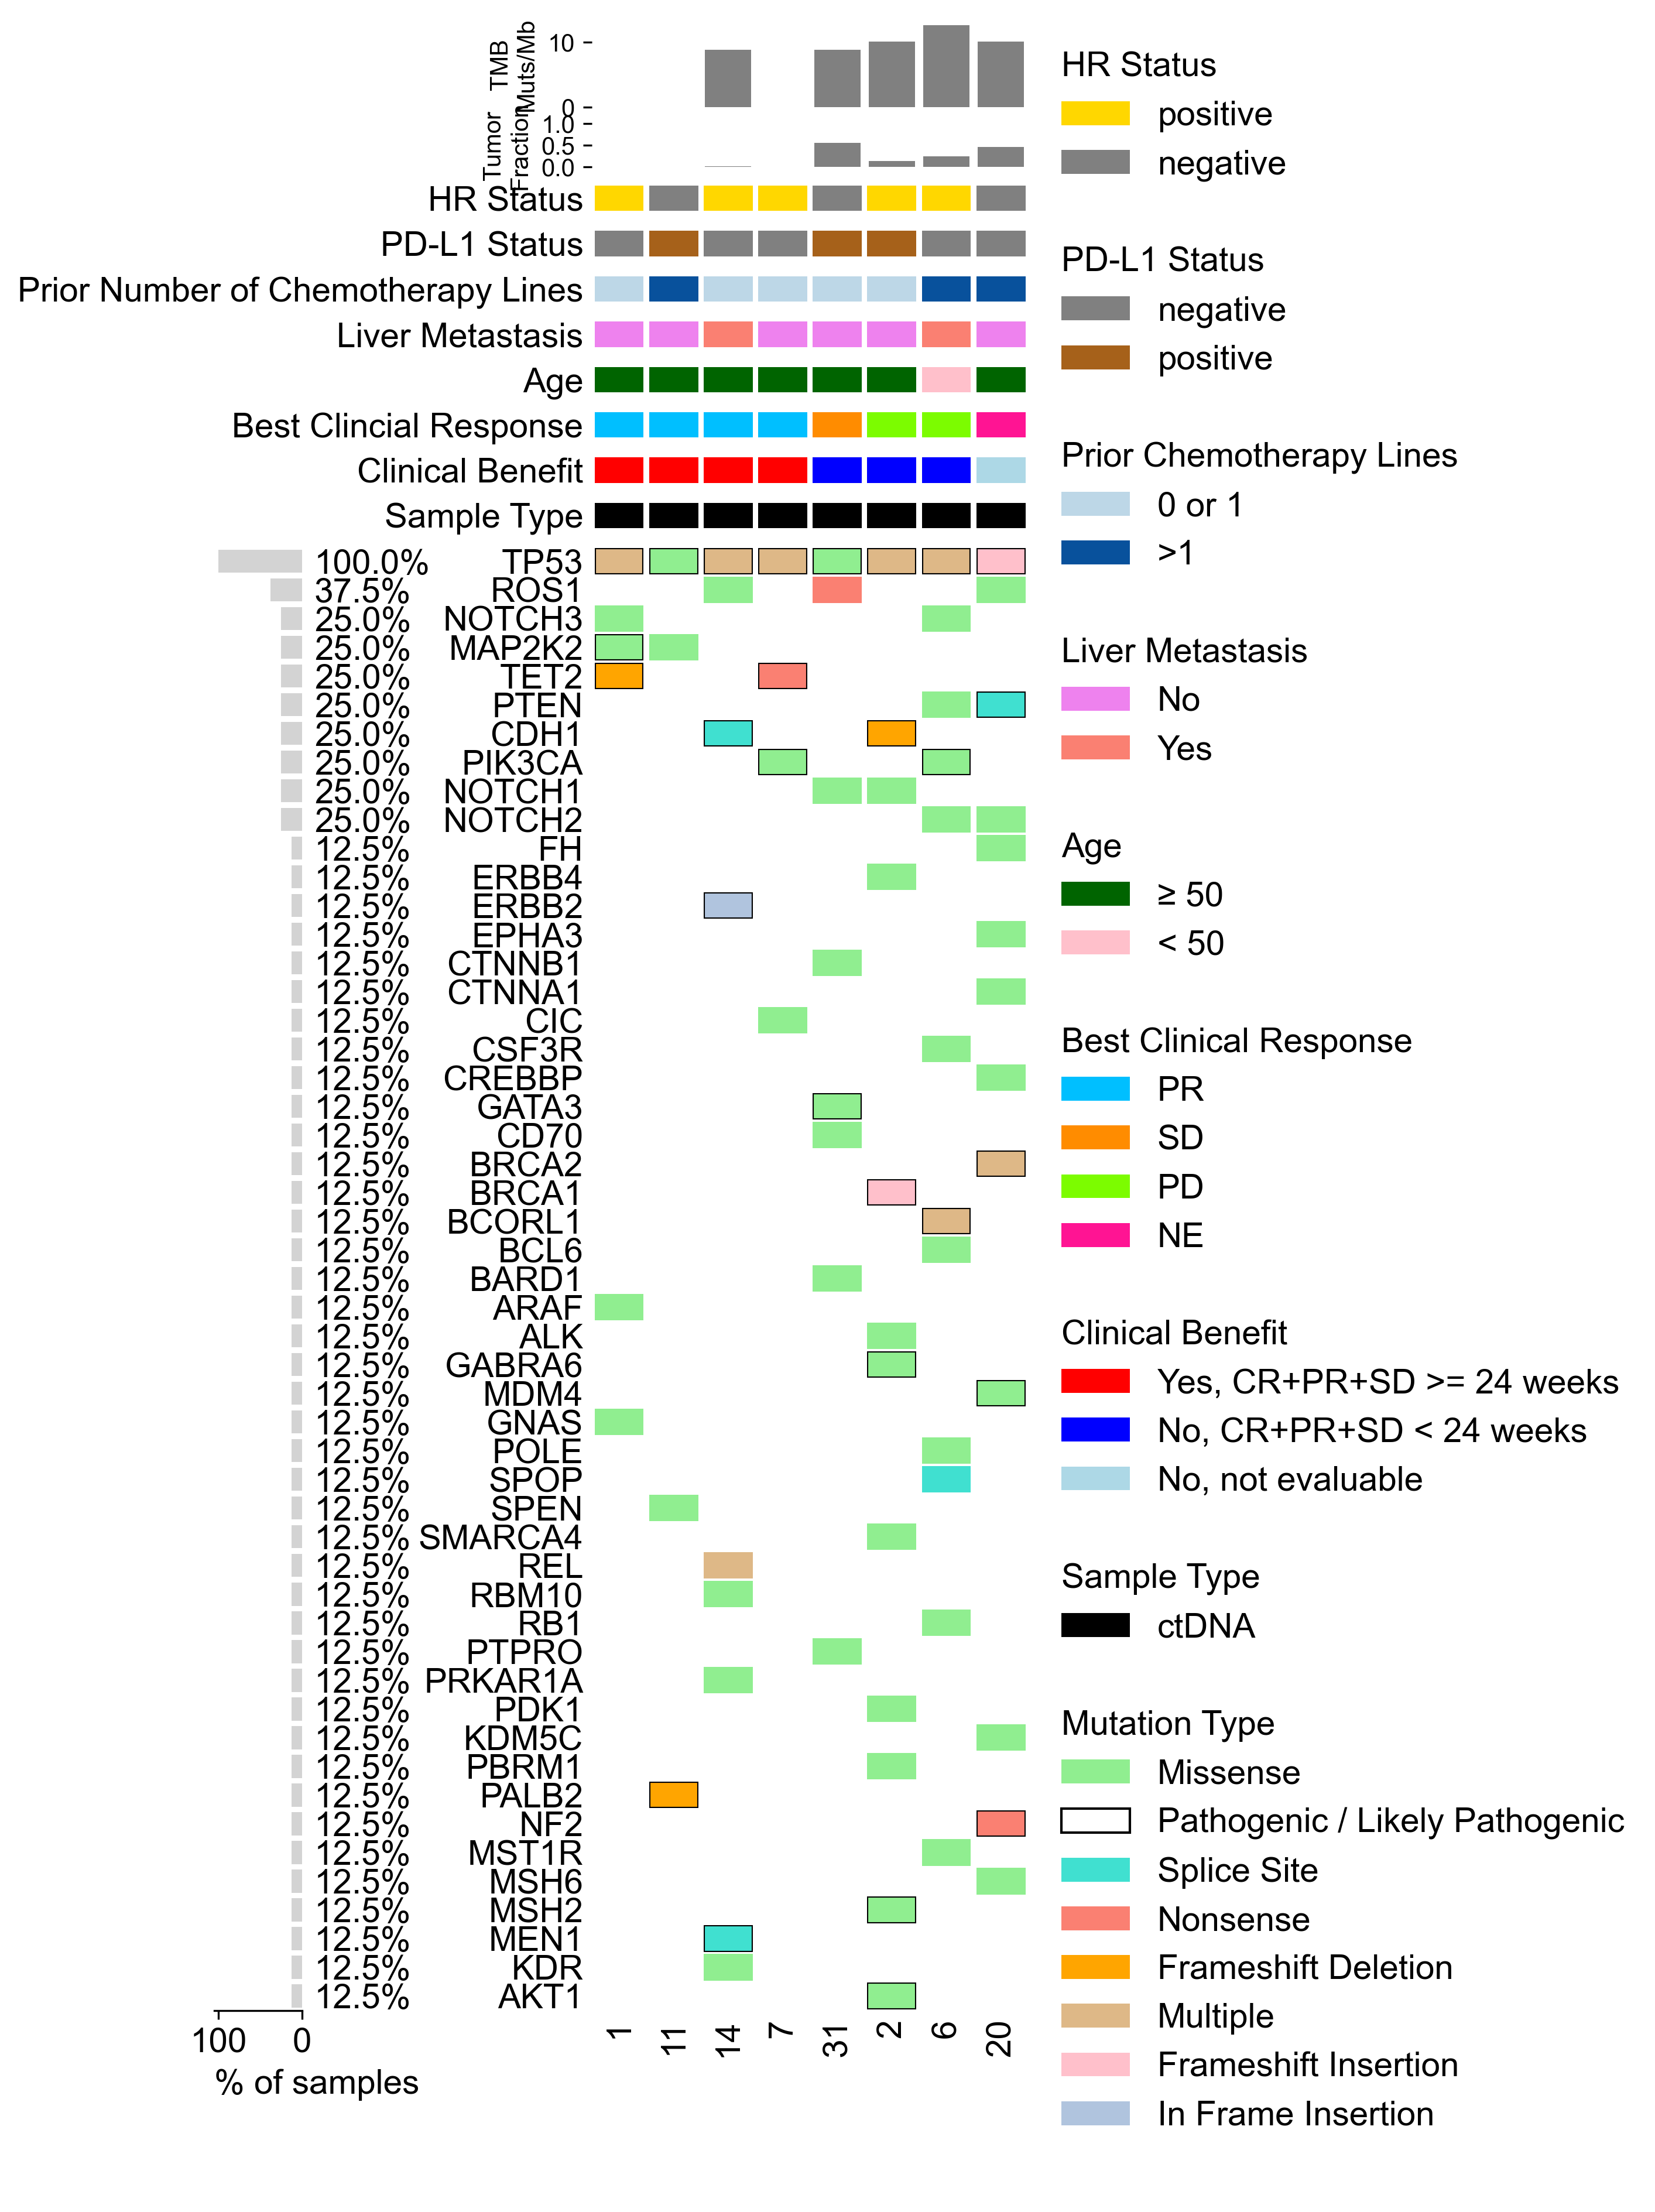 TMB
Muts/Mb
10
0
Tumor
Fraction
1.0
0.5
0.0
HR Status
PD-L1 Status
Prior Number of Chemotherapy Lines
Liver Metastasis
Age
Best Clincial Response
Clinical Benefit
Sample Type
100.0% TP53
37.5% ROS1
25.0% NOTCH3
25.0% MAP2K2
25.0% TET2
25.0% PTEN
25.0% CDH1
25.0% PIK3CA
25.0% NOTCH1
25.0% NOTCH2
12.5% FH
12.5% ERBB4
12.5% ERBB2
12.5% EPHA3
12.5% CTNNB1
12.5% CTNNA1
12.5% CIC
12.5% CSF3R
12.5% CREBBP
12.5% GATA3
12.5% CD70
12.5% BRCA2
12.5% BRCA1
12.5% BCORL1
12.5% BCL6
12.5% BARD1
12.5% ARAF
12.5% ALK
12.5% GABRA6
12.5% MDM4
12.5% GNAS
12.5% POLE
12.5% SPOP
12.5% SPEN
12.5% SMARCA4
12.5% REL
12.5% RBM10
12.5% RB1
12.5% PTPRO
12.5% PRKAR1A
12.5% PDK1
12.5% KDM5C
12.5% PBRM1
12.5% PALB2
12.5% NF2
12.5% MST1R
12.5% MSH6
12.5% MSH2
12.5% MEN1
12.5% KDR
12.5% AKT1
100 0
% of samples
1 11 14 7 31 2 6 20
HR Status
positive
negative
PD-L1 Status
negative
positive
Prior Chemotherapy Lines
0 or 1
>1
Liver Metastasis
No
Yes
Age
≥ 50
< 50
Best Clinical Response
PR
SD
PD
NE
Clinical Benefit
Yes, CR+PR+SD >= 24 weeks
No, CR+PR+SD < 24 weeks
No, not evaluable
Sample Type
ctDNA
Mutation Type
Missense
Pathogenic / Likely Pathogenic
Splice Site
Nonsense
Frameshift Deletion
Multiple
Frameshift Insertion
In Frame Insertion